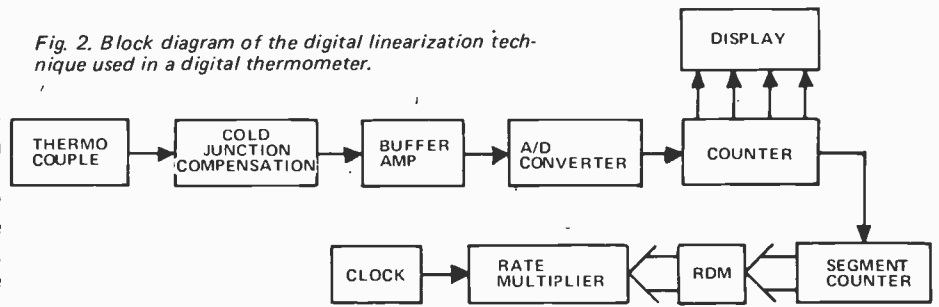 Fig. 2. Block diagram of the digital linearization tech-
nique used in a digital thermometer.
DISPLAY
THERMO
COUPLE
COLD
JUNCTION
COMPENSATION
BUFFER
AMP
A/D
CONVERTER
COUNTER
CLOCK
RATE
MULTIPLIER
RDM
SEGMENT
COUNTER